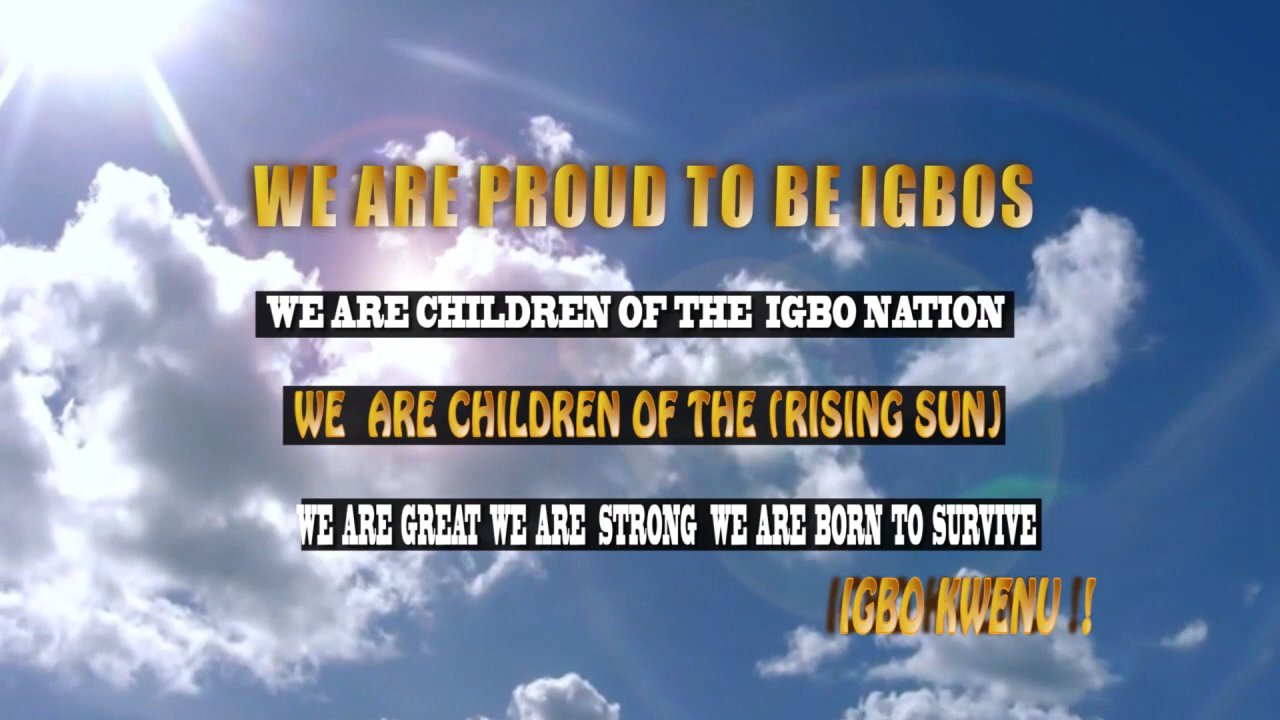 WE ARE PROUD TO BE IGBOS
WE ARE CHILDREN OF THE IGBO NATION
WE ARE CHILDREN OF THE (RISING SUN)
WE ARE GREAT WE ARE STRONG WE ARE BORN TO SURVIVE
IGBO KWENU !!